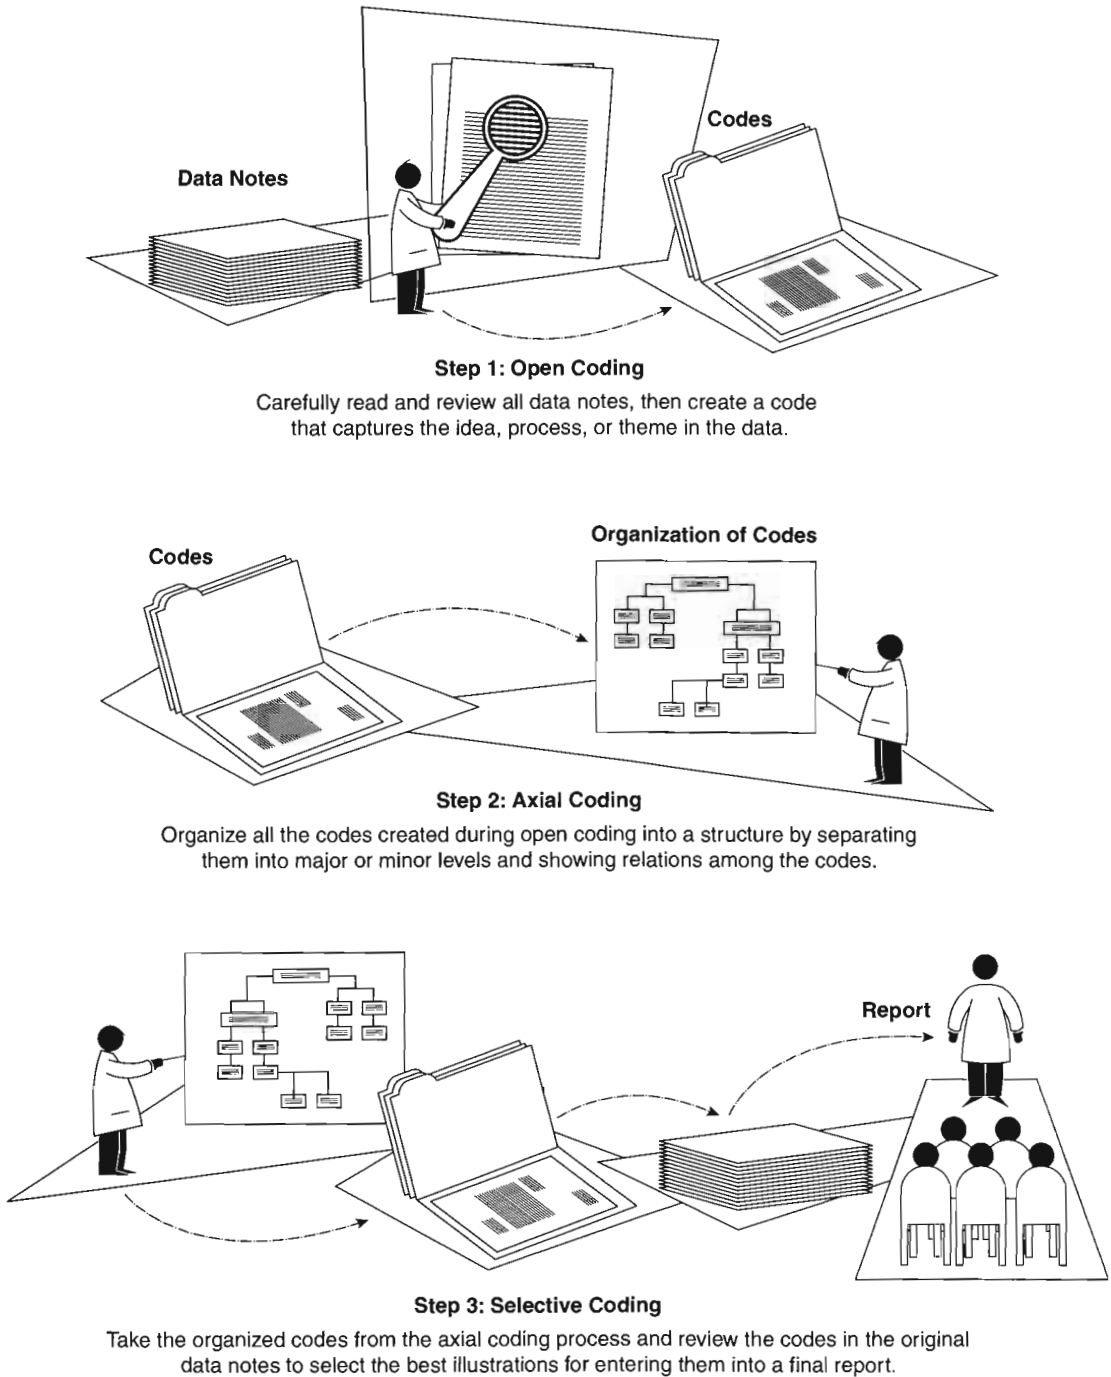 Data Notes
Codes
Step 1: Open Coding
Carefully read and review all data notes, then create a code
that captures the idea, process, or theme in the data.
Codes
Organization of Codes
Step 2: Axial Coding
Organize all the codes created during open coding into a structure by separating
them into major or minor levels and showing relations among the codes.
Report
Step 3: Selective Coding
Take the organized codes from the axial coding process and review the codes in the original
data notes to select the best illustrations for entering them into a final report.